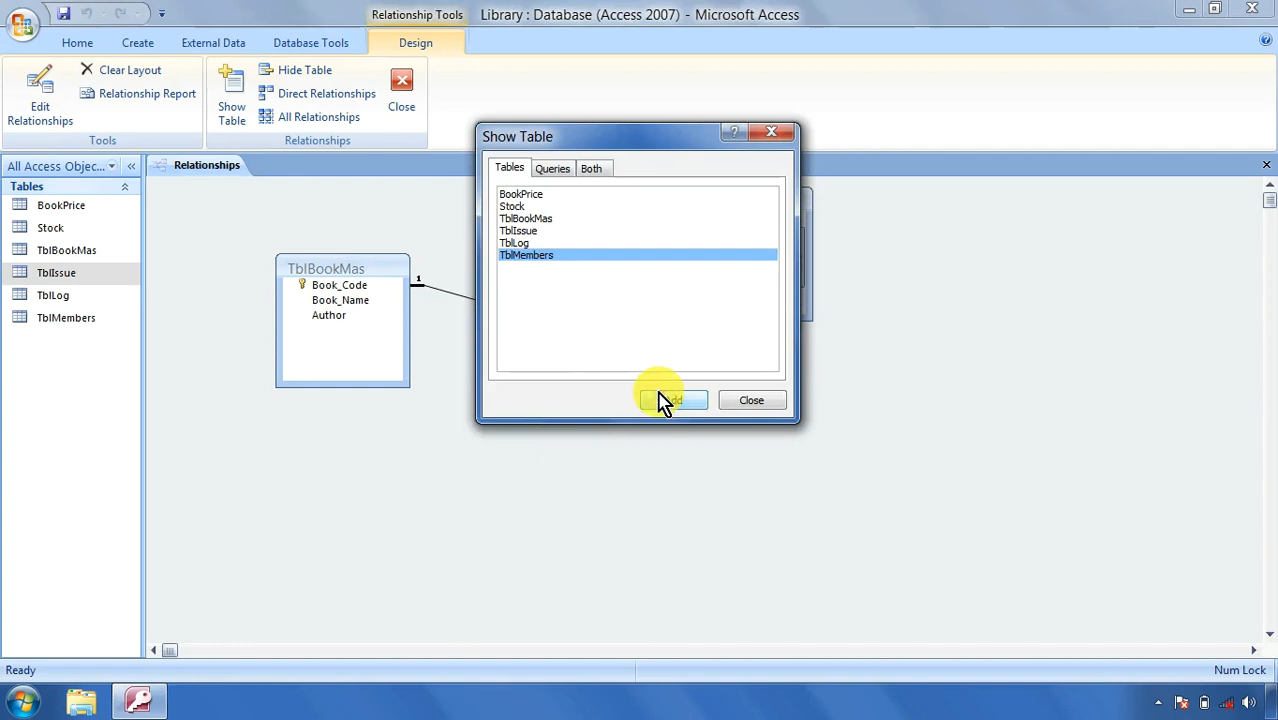 Relationship Tools
Library : Database (Access 2007) - Microsoft Access
Home
Create
External Data
Database Tools
Design
Edit
Relationships
Clear Layout
Relationship Report
Tools
Show
Table
Hide Table
Direct Relationships
All Relationships
Close
Relationships
All Access Objec...
Tables
BookPrice
Stock
TblBookMas
TblIssue
TblLog
TblMembers
Relationships
TblBookMas
Book_Code
Book_Name
Author
1
Show Table
Tables
Queries
Both
BookPrice
Stock
TblBookMas
TblIssue
TblLog
TblMembers
Close
Ready
Num Lock